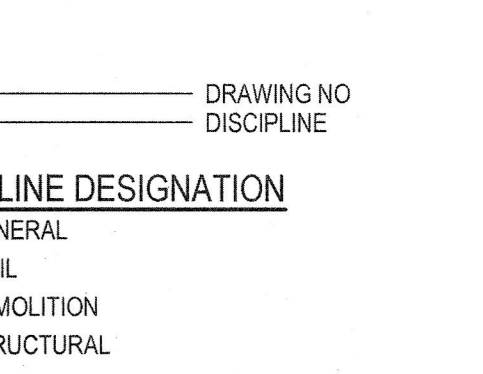 DRAWING NO
DISCIPLINE
LINE DESIGNATION
NERAL
IL
MOLITION
RUCTURAL